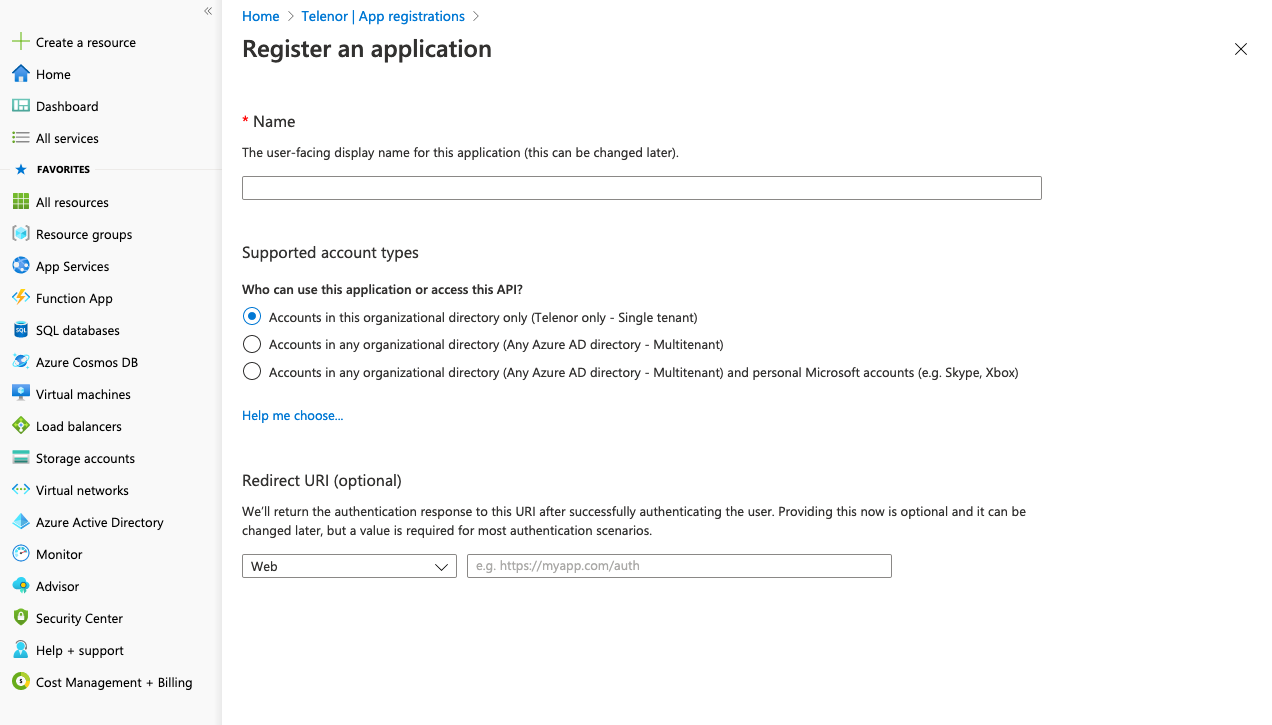 Create a resource
Home
Dashboard
All services
FAVORITES
All resources
Resource groups
App Services
Function App
SQL databases
Azure Cosmos DB
Virtual machines
Load balancers
Storage accounts
Virtual networks
Azure Active Directory
Monitor
Advisor
Security Center
Help + support
Cost Management + Billing
Home > Telenor | App registrations >
Register an application
* Name
The user-facing display name for this application (this can be changed later).
Supported account types
Who can use this application or access this API?
Accounts in this organizational directory only (Telenor only - Single tenant)
Accounts in any organizational directory (Any Azure AD directory - Multitenant)
Accounts in any organizational directory (Any Azure AD directory - Multitenant) and personal Microsoft accounts (e.g. Skype, Xbox)
Help me choose...
Redirect URI (optional)
We'll return the authentication response to this URI after successfully authenticating the user. Providing this now is optional and it can be
changed later, but a value is required for most authentication scenarios.
Web
e.g. https://myapp.com/auth